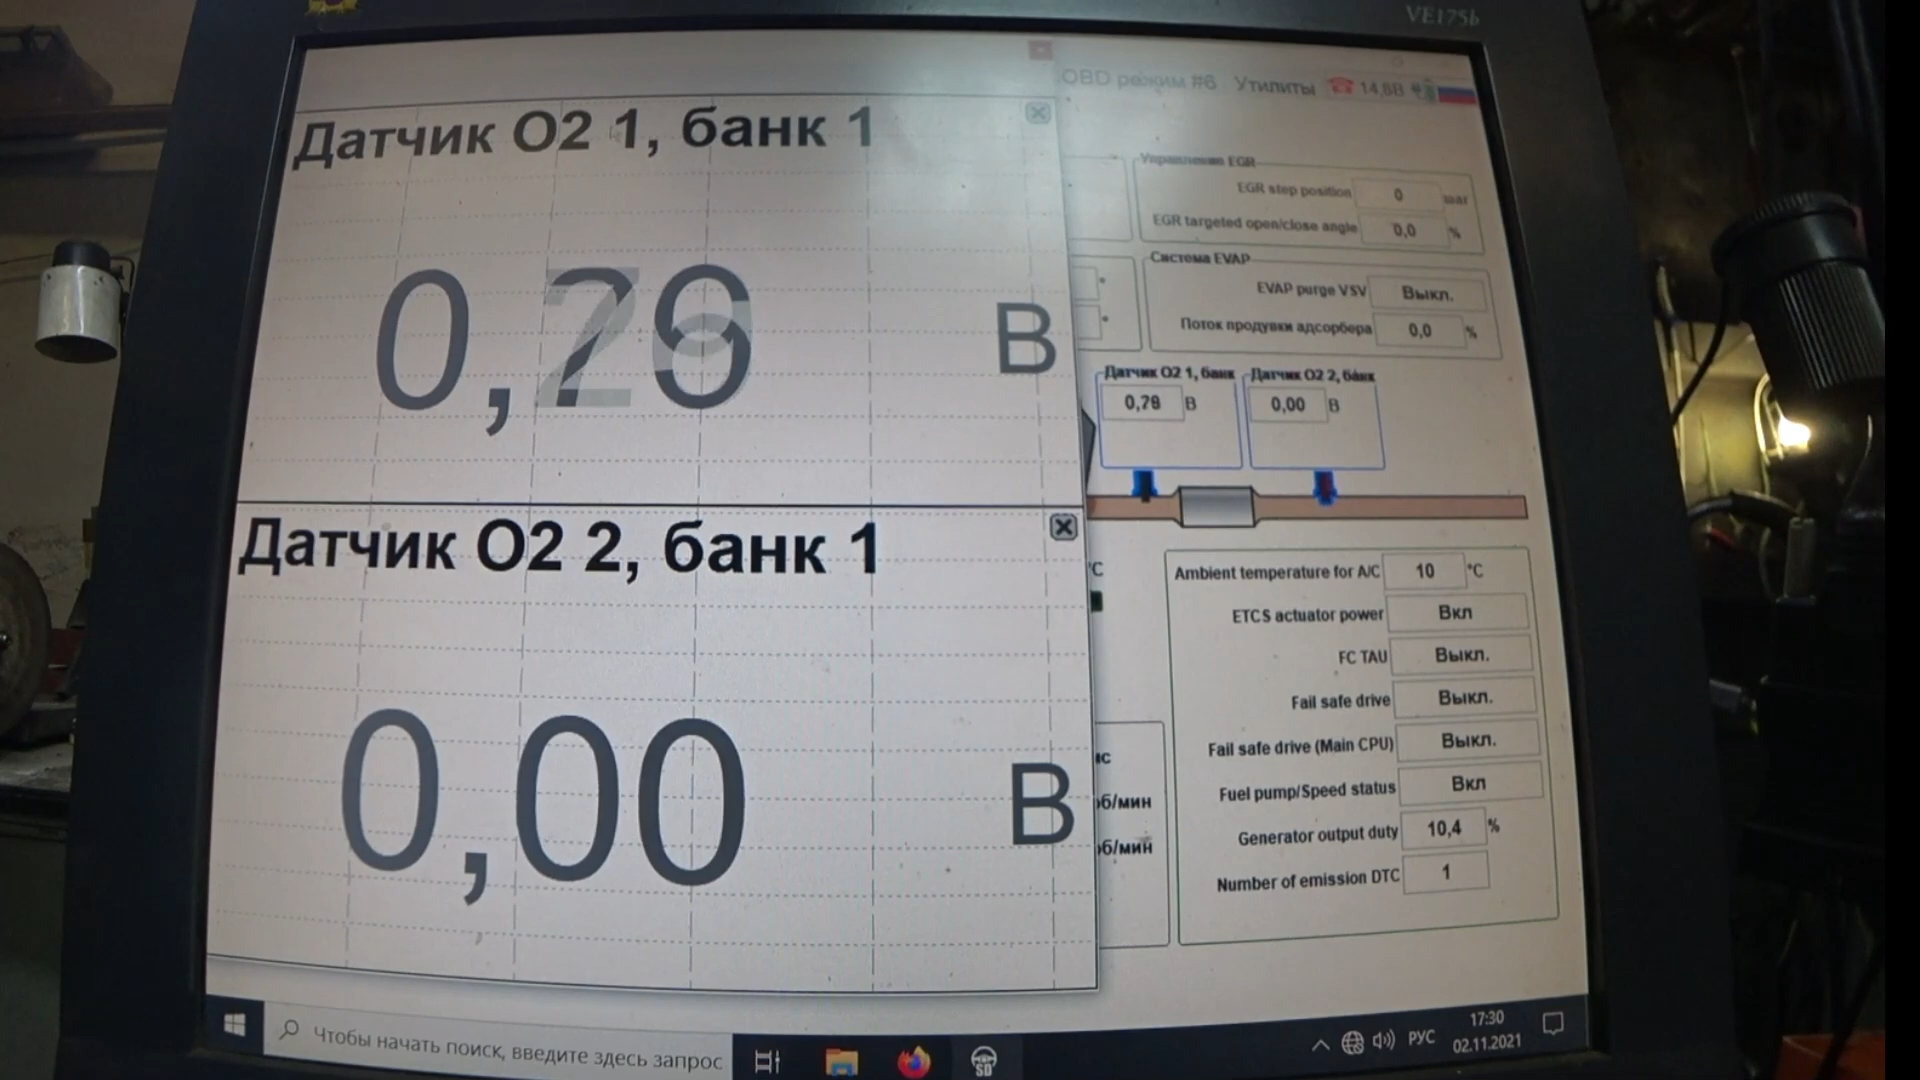 VE175b
OBD режим #6 Утилиты 14,8В
Датчик O2 1, банк 1
В
Датчик O2 2, банк 1
0,00 В
Управление EGR
EGR step position 0 шаг
EGR targeted open/close angle 0,0 %
Система EVAP
EVAP purge VSV Выкл.
Поток продувки адсорбера 0,0 %
Датчик O2 1, банк
В
Датчик O2 2, банк
0,00 В
°C
Ambient temperature for A/C 10 °C
ETCS actuator power Вкл
FC TAU Выкл.
Fail safe drive Выкл.
Fail safe drive (Main CPU) Выкл.
Fuel pump/Speed status Вкл
Generator output duty 10,4 %
Number of emission DTC 1
об/мин
об/мин
Чтобы начать поиск, введите здесь запрос
SD
РУС
17:30
02.11.2021